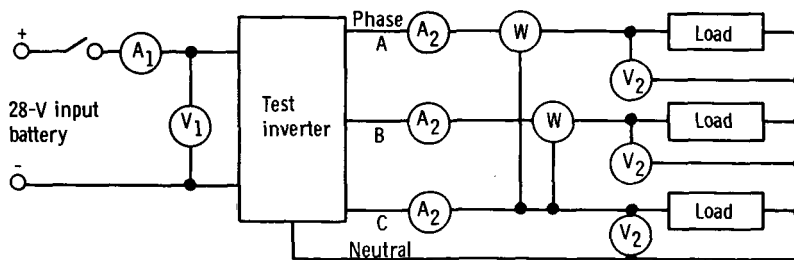 Phase
A
A2
W
Load
+
A1
V2
28-V input
battery
V1
Test
inverter
B
A2
W
Load
V2
-
C
A2
Load
V2
Neutral